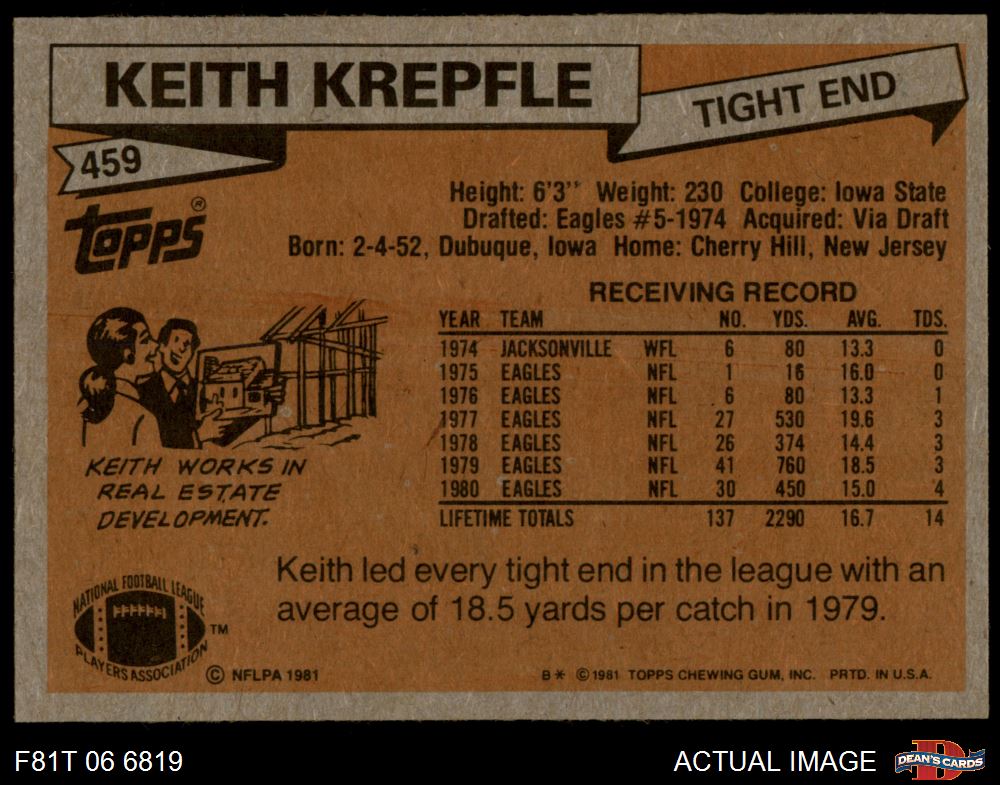 KEITH KREPFLE
TIGHT END
459
TOPPS®
Height: 6'3'' Weight: 230 College: Iowa State
Drafted: Eagles #5-1974 Acquired: Via Draft
Born: 2-4-52, Dubuque, Iowa Home: Cherry Hill, New Jersey
RECEIVING RECORD
YEAR TEAM NO. YDS. AVG. TDS.
1974 JACKSONVILLE WFL 6 80 13.3 0
1975 EAGLES NFL 1 16 16.0 0
1976 EAGLES NFL 6 80 13.3 1
1977 EAGLES NFL 27 530 19.6 3
1978 EAGLES NFL 26 374 14.4 3
1979 EAGLES NFL 41 760 18.5 3
1980 EAGLES NFL 30 450 15.0 4
LIFETIME TOTALS 137 2290 16.7 14
KEITH WORKS IN
REAL ESTATE
DEVELOPMENT.
Keith led every tight end in the league with an
average of 18.5 yards per catch in 1979.
NATIONAL FOOTBALL LEAGUE
PLAYERS ASSOCIATION
TM
© NFLPA 1981
B* © 1981 TOPPS CHEWING GUM, INC. PRTD. IN U.S.A.
F81T 06 6819
ACTUAL IMAGE
D
DEAN'S CARDS